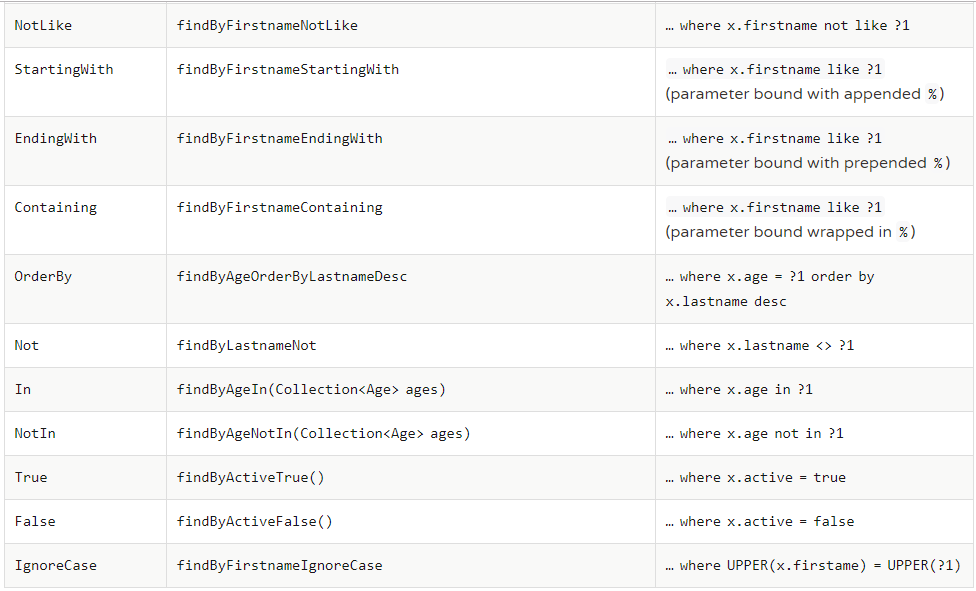 NotLike findByFirstnameNotLike … where x.firstname not like ?1
StartingWith findByFirstnameStartingWith … where x.firstname like ?1
(parameter bound with appended %)
EndingWith findByFirstnameEndingWith … where x.firstname like ?1
(parameter bound with prepended %)
Containing findByFirstnameContaining … where x.firstname like ?1
(parameter bound wrapped in %)
OrderBy findByAgeOrderByLastnameDesc … where x.age = ?1 order by
x.lastname desc
Not findByLastnameNot … where x.lastname <> ?1
In findByAgeIn(Collection<Age> ages) … where x.age in ?1
NotIn findByAgeNotIn(Collection<Age> ages) … where x.age not in ?1
True findByActiveTrue() … where x.active = true
False findByActiveFalse() … where x.active = false
IgnoreCase findByFirstnameIgnoreCase … where UPPER(x.firstame) = UPPER(?1)